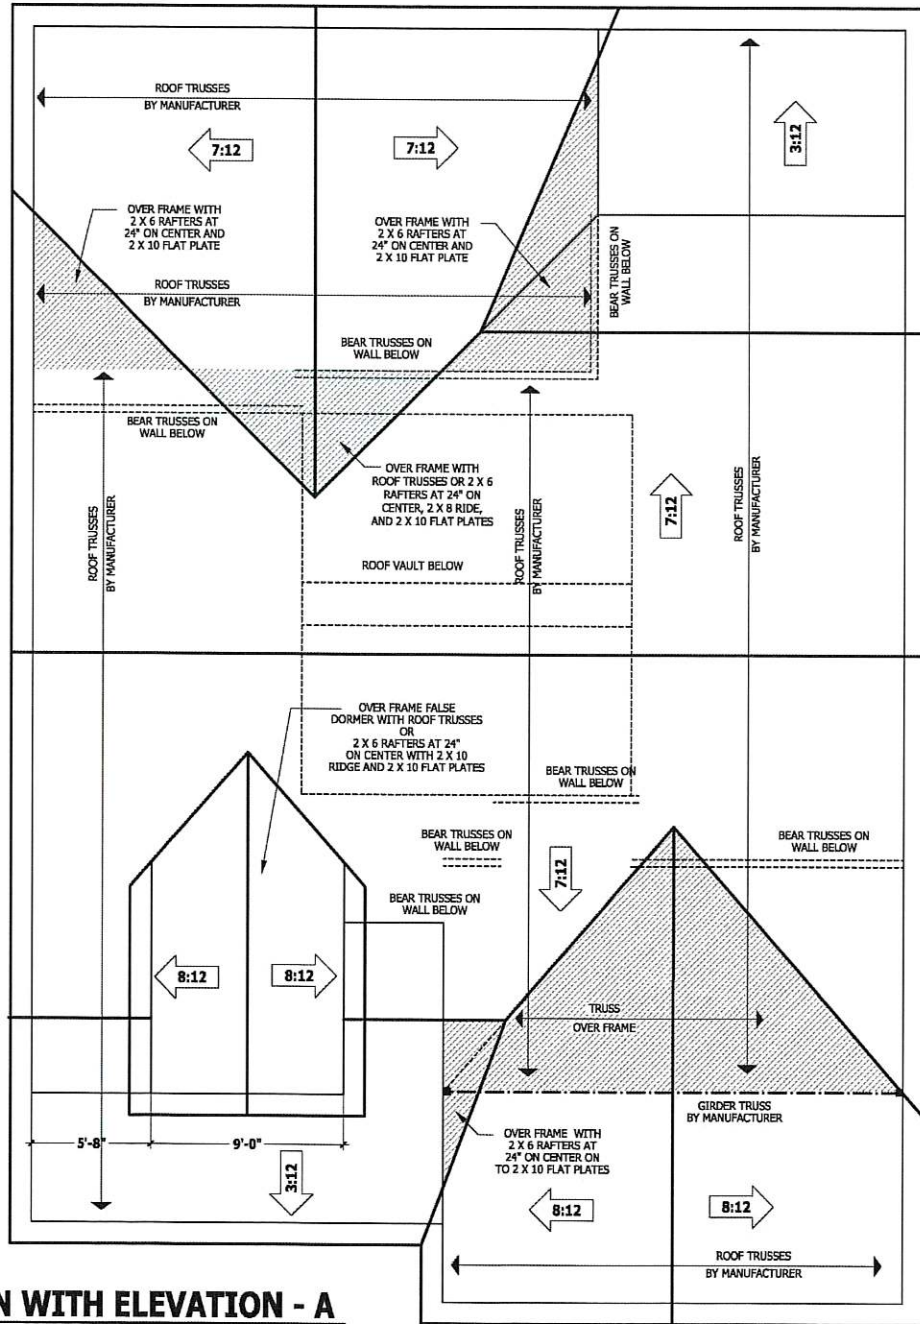 ROOF TRUSSES
BY MANUFACTURER
7:12
7:12
3:12
OVER FRAME WITH
2 X 6 RAFTERS AT
24" ON CENTER AND
2 X 10 FLAT PLATE
OVER FRAME WITH
2 X 6 RAFTERS AT
24" ON CENTER AND
2 X 10 FLAT PLATE
BEAR TRUSSES ON
WALL BELOW
ROOF TRUSSES
BY MANUFACTURER
BEAR TRUSSES ON
WALL BELOW
BEAR TRUSSES ON
WALL BELOW
OVER FRAME WITH
ROOF TRUSSES OR 2 X 6
RAFTERS AT 24" ON
CENTER, 2 X 8 RIDE,
AND 2 X 10 FLAT PLATES
ROOF TRUSSES
BY MANUFACTURER
ROOF TRUSSES
BY MANUFACTURER
7:12
ROOF TRUSSES
BY MANUFACTURER
ROOF VAULT BELOW
OVER FRAME FALSE
DORMER WITH ROOF TRUSSES
OR
2 X 6 RAFTERS AT 24"
ON CENTER WITH 2 X 10
RIDGE AND 2 X 10 FLAT PLATES
BEAR TRUSSES ON
WALL BELOW
BEAR TRUSSES ON
WALL BELOW
BEAR TRUSSES ON
WALL BELOW
7:12
BEAR TRUSSES ON
WALL BELOW
8:12
8:12
TRUSS
OVER FRAME
GIRDER TRUSS
BY MANUFACTURER
5'-8"
9'-0"
OVER FRAME WITH
2 X 6 RAFTERS AT
24" ON CENTER ON
TO 2 X 10 FLAT PLATES
3:12
8:12
8:12
ROOF TRUSSES
BY MANUFACTURER
N WITH ELEVATION - A